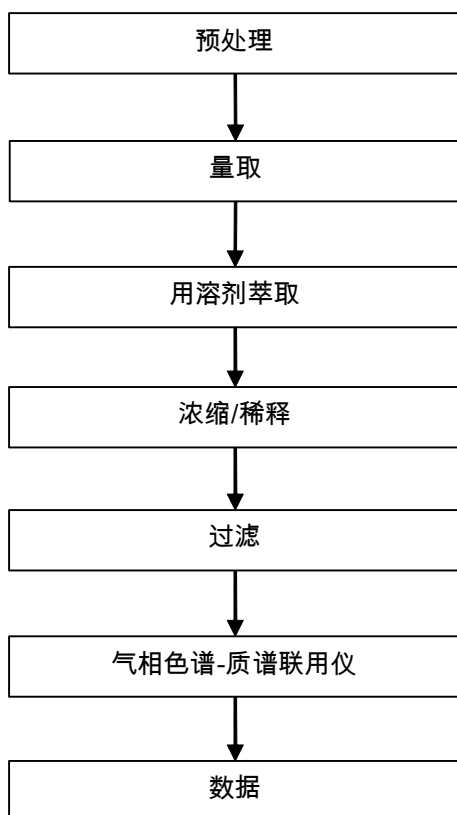 预处理
量取
用溶剂萃取
浓缩/稀释
过滤
气相色谱-质谱联用仪
数据